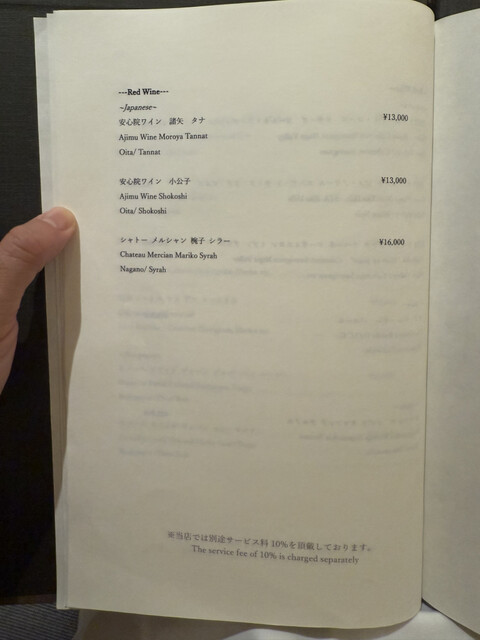 ---Red Wine---
~Japanese~
安心院ワイン　諸矢　タナ ¥13,000
Ajimu Wine Moroya Tannat
Oita/ Tannat
安心院ワイン　小公子 ¥13,000
Ajimu Wine Shokoshi
Oita/ Shokoshi
シャトー メルシャン 椀子 シラー ¥16,000
Chateau Mercian Mariko Syrah
Nagano/ Syrah
※当店では別途サービス料 10%を頂戴しております。
The service fee of 10% is charged separately